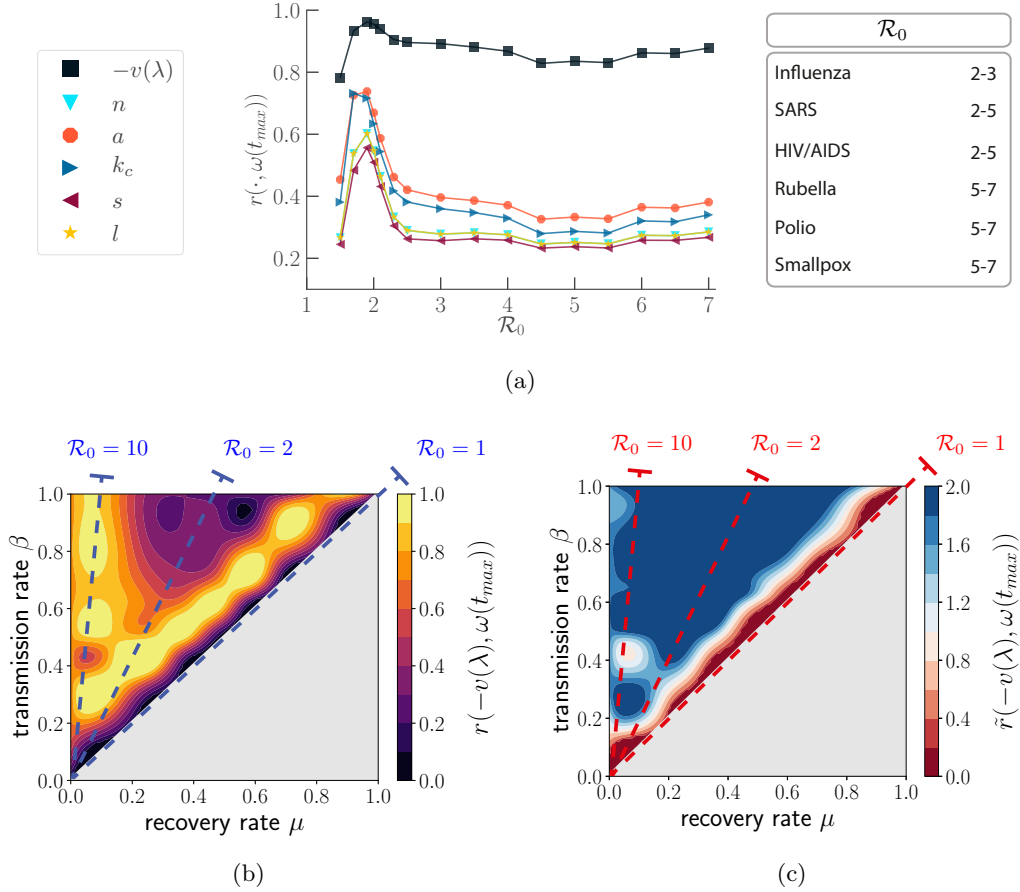 −v(λ)
n
a
k_c
s
l
r(·, ω(t_max))
1.0
0.8
0.6
0.4
0.2
1 2 3 4 5 6 7
R_0
R_0
Influenza 2-3
SARS 2-5
HIV/AIDS 2-5
Rubella 5-7
Polio 5-7
Smallpox 5-7
(a)
R_0 = 10 R_0 = 2 R_0 = 1
transmission rate β
1.0
0.8
0.6
0.4
0.2
0.0
0.0 0.2 0.4 0.6 0.8 1.0
recovery rate μ
1.0
0.8
0.6
0.4
0.2
0.0
r(−v(λ), ω(t_max))
(b)
R_0 = 10 R_0 = 2 R_0 = 1
transmission rate β
1.0
0.8
0.6
0.4
0.2
0.0
0.0 0.2 0.4 0.6 0.8 1.0
recovery rate μ
2.0
1.6
1.2
0.8
0.4
0.0
r̃(−v(λ), ω(t_max))
(c)